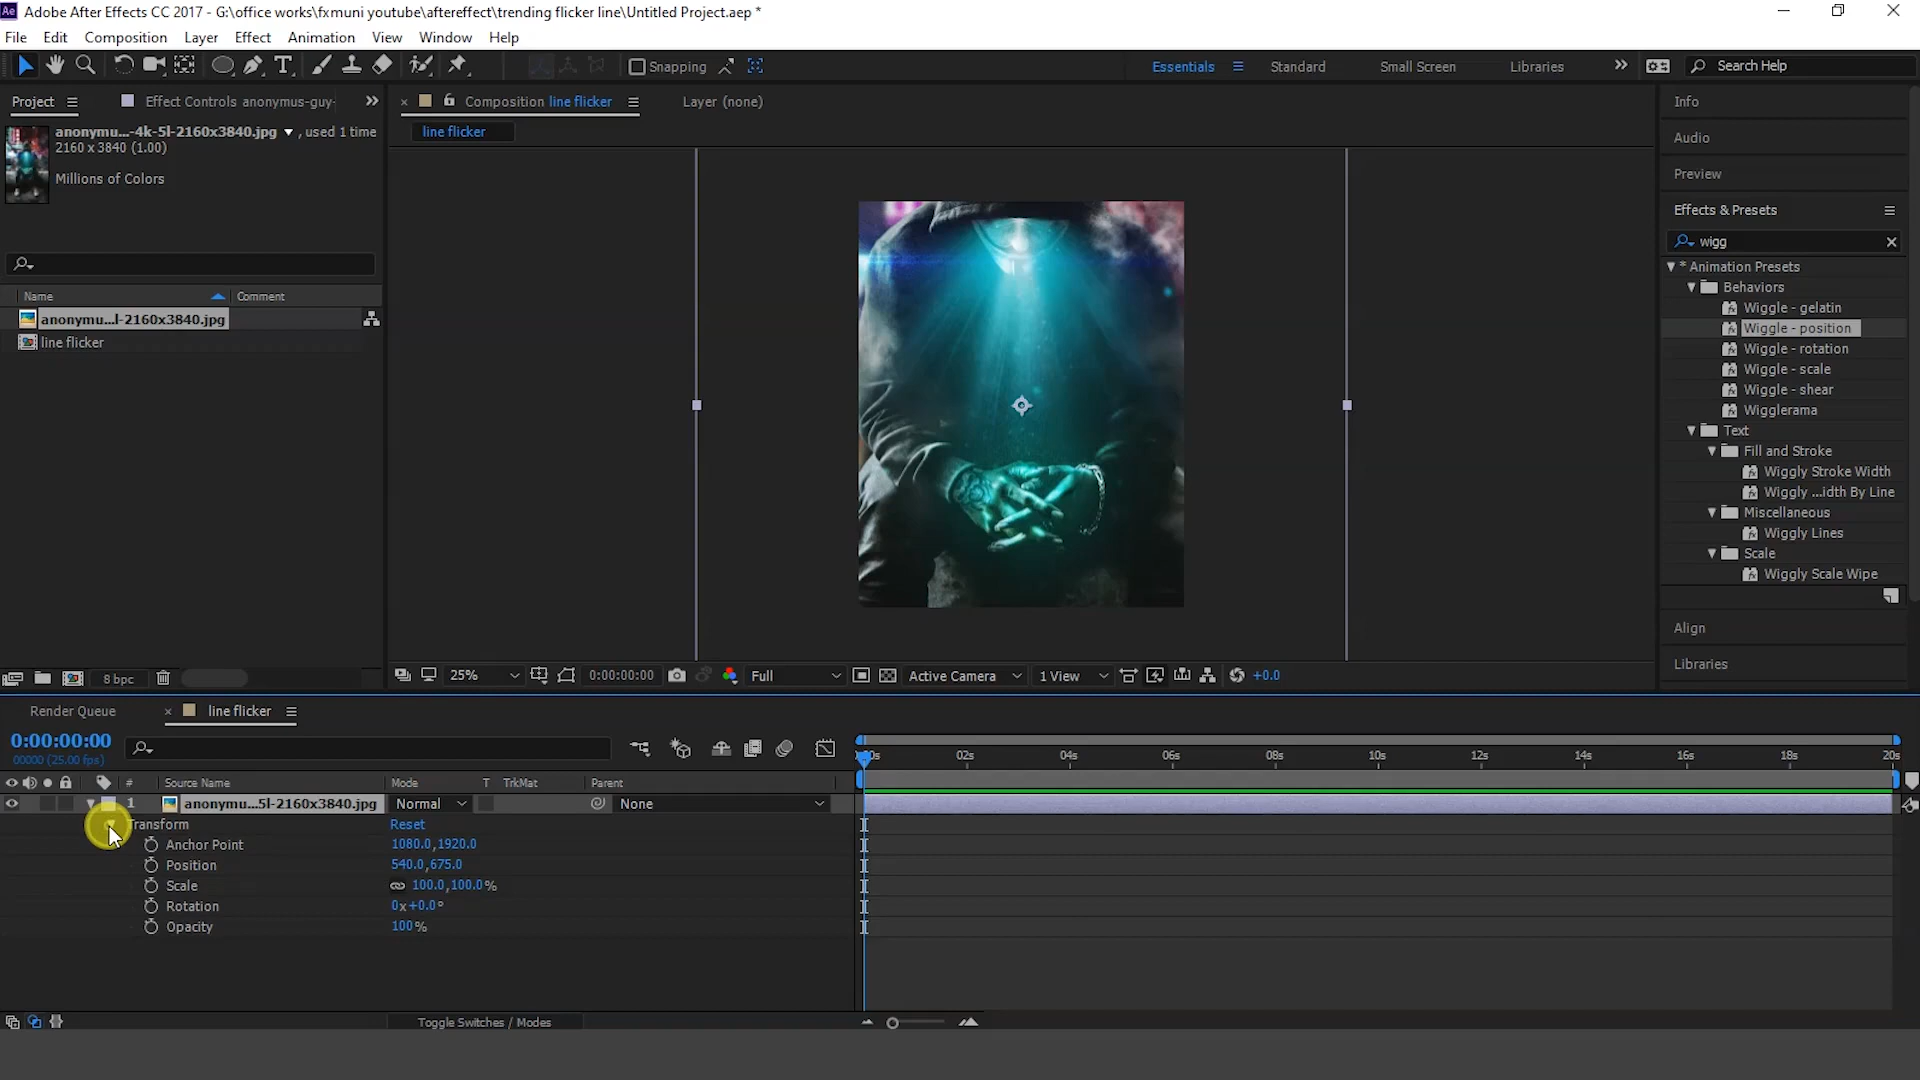 Ae Adobe After Effects CC 2017 - G:\office works\fxmuni youtube\aftereffect\trending flicker line\Untitled Project.aep *
File Edit Composition Layer Effect Animation View Window Help
Snapping
Essentials Standard Small Screen Libraries Search Help
Project Effect Controls anonymus-guy-
Composition line flicker Layer (none)
line flicker
anonymu...-4k-5l-2160x3840.jpg , used 1 time
2160 x 3840 (1.00)
Millions of Colors
Name Comment
anonymu...l-2160x3840.jpg
line flicker
8 bpc
25% 0:00:00:00 Full Active Camera 1 View +0.0
Info
Audio
Preview
Effects & Presets
wigg
* Animation Presets
Behaviors
Wiggle - gelatin
Wiggle - position
Wiggle - rotation
Wiggle - scale
Wiggle - shear
Wigglerama
Text
Fill and Stroke
Wiggly Stroke Width
Wiggly ...idth By Line
Miscellaneous
Wiggly Lines
Scale
Wiggly Scale Wipe
Align
Libraries
Render Queue line flicker
0:00:00:00
00000 (25.00 fps)
02s 04s 06s 08s 10s 12s 14s 16s 18s 20s
# Source Name Mode T TrkMat Parent
1 anonymu...5l-2160x3840.jpg Normal None
Transform Reset
Anchor Point 1080.0,1920.0
Position 540.0,675.0
Scale 100.0,100.0%
Rotation 0x+0.0°
Opacity 100%
Toggle Switches / Modes